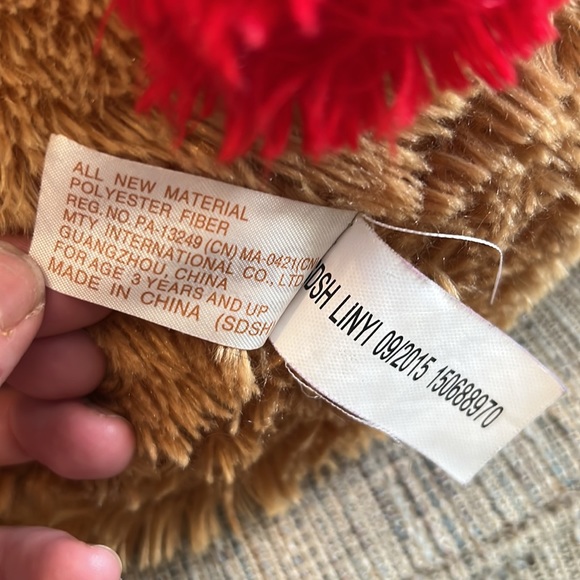 ALL NEW MATERIAL
POLYESTER FIBER
REG. NO. PA-13249 (CN) MA-0421(CN
MTY INTERNATIONAL CO., LTD
GUANGZHOU, CHINA
FOR AGE 3 YEARS AND UP
MADE IN CHINA (SDSH
DSH LINYI 09/2015 150688970